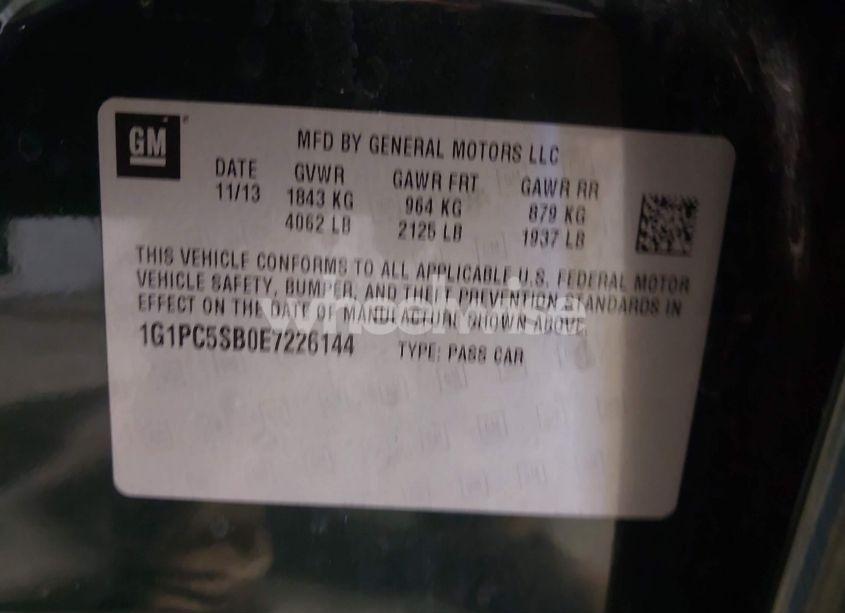 GM
MFD BY GENERAL MOTORS LLC
DATE GVWR GAWR FRT GAWR RR
11/13 1843 KG 964 KG 879 KG
4062 LB 2125 LB 1937 LB
THIS VEHICLE CONFORMS TO ALL APPLICABLE U.S. FEDERAL MOTOR
VEHICLE SAFETY, BUMPER, AND THEFT PREVENTION STANDARDS IN
EFFECT ON THE DATE OF MANUFACTURE SHOWN ABOVE.
1G1PC5SB0E7226144 TYPE: PASS CAR
wheelwise